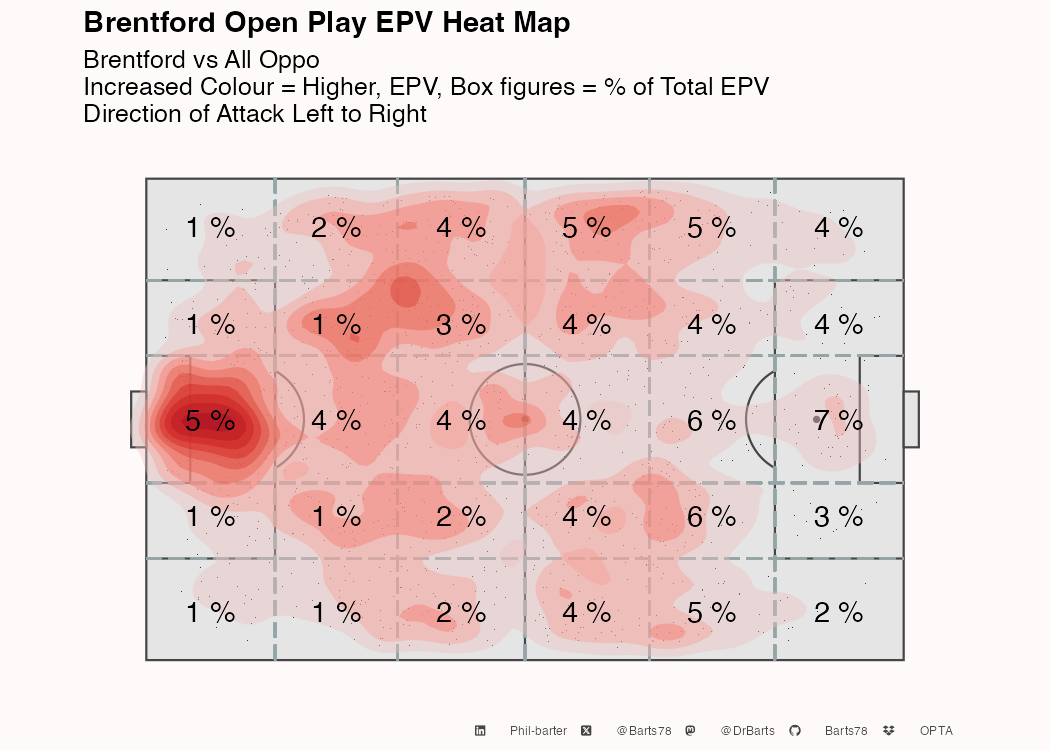 Brentford Open Play EPV Heat Map
Brentford vs All Oppo
Increased Colour = Higher, EPV, Box figures = % of Total EPV
Direction of Attack Left to Right
1 % 2 % 4 % 5 % 5 % 4 %
1 % 1 % 3 % 4 % 4 % 4 %
5 % 4 % 4 % 4 % 6 % 7 %
1 % 1 % 2 % 4 % 6 % 3 %
1 % 1 % 2 % 4 % 5 % 2 %
Phil-barter @Barts78 @DrBarts Barts78 OPTA